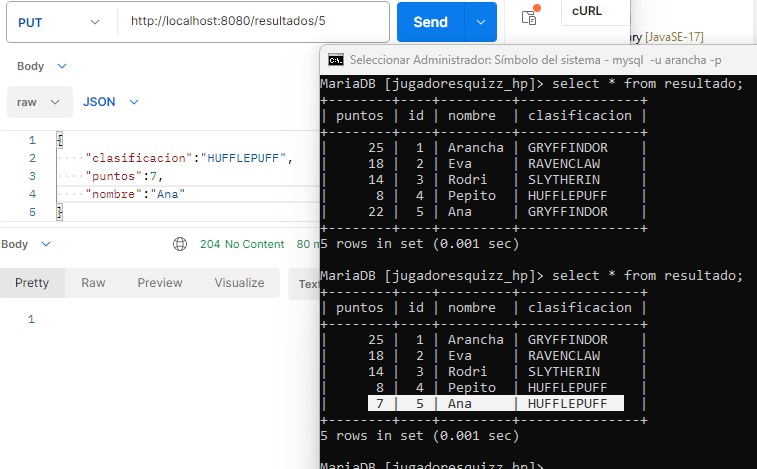 PUT http://localhost:8080/resultados/5 Send cURL
ary [JavaSE-17]
Body
raw JSON
1 {
2 "clasificacion":"HUFFLEPUFF",
3 "puntos":7,
4 "nombre":"Ana"
5 }
Body 204 No Content 80 m
Pretty Raw Preview Visualize Text
1
Seleccionar Administrador: Símbolo del sistema - mysql -u arancha -p
MariaDB [jugadoresquizz_hp]> select * from resultado;
+--------+----+---------+---------------+
| puntos | id | nombre | clasificacion |
+--------+----+---------+---------------+
| 25 | 1 | Arancha | GRYFFINDOR |
| 18 | 2 | Eva | RAVENCLAW |
| 14 | 3 | Rodri | SLYTHERIN |
| 8 | 4 | Pepito | HUFFLEPUFF |
| 22 | 5 | Ana | GRYFFINDOR |
+--------+----+---------+---------------+
5 rows in set (0.001 sec)
MariaDB [jugadoresquizz_hp]> select * from resultado;
+--------+----+---------+---------------+
| puntos | id | nombre | clasificacion |
+--------+----+---------+---------------+
| 25 | 1 | Arancha | GRYFFINDOR |
| 18 | 2 | Eva | RAVENCLAW |
| 14 | 3 | Rodri | SLYTHERIN |
| 8 | 4 | Pepito | HUFFLEPUFF |
| 7 | 5 | Ana | HUFFLEPUFF |
+--------+----+---------+---------------+
5 rows in set (0.001 sec)
MariaDB [jugadoresquizz_hp]>